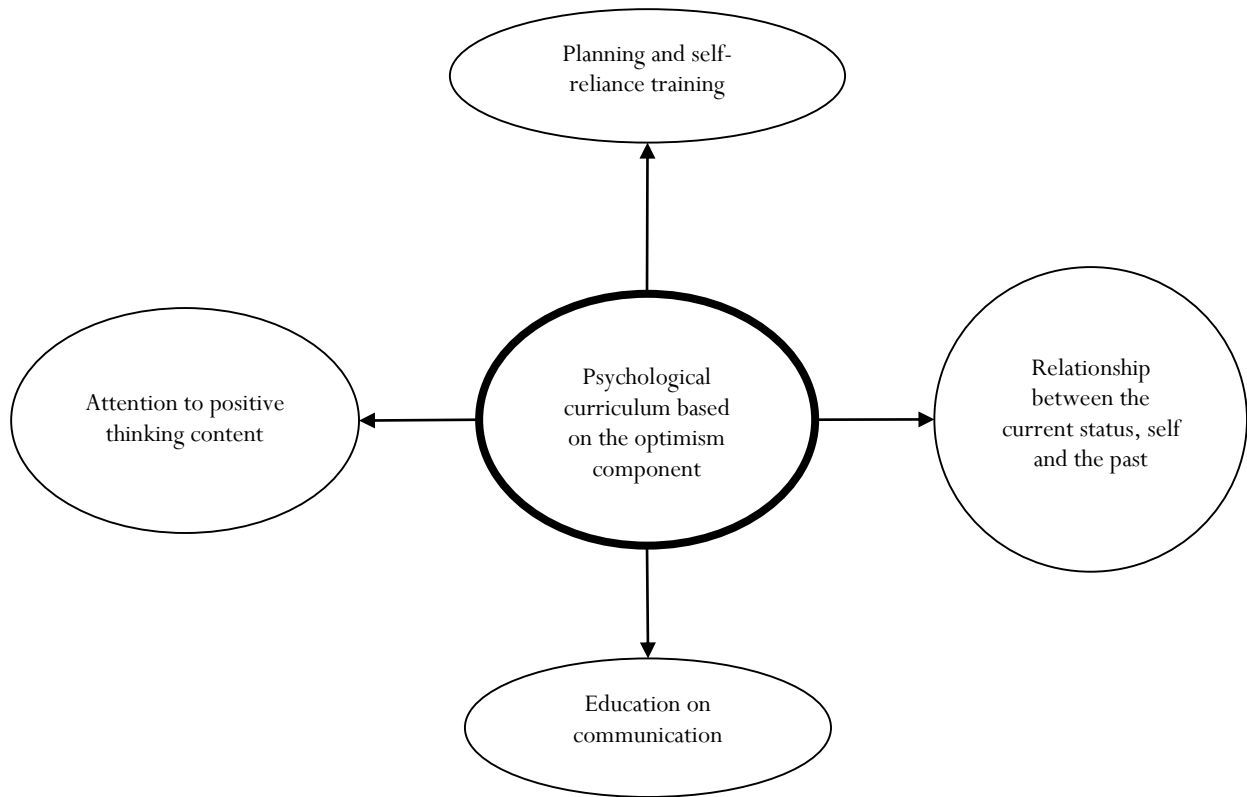 Planning and self-
reliance training
Attention to positive
thinking content
Psychological
curriculum based
on the optimism
component
Relationship
between the
current status, self
and the past
Education on
communication